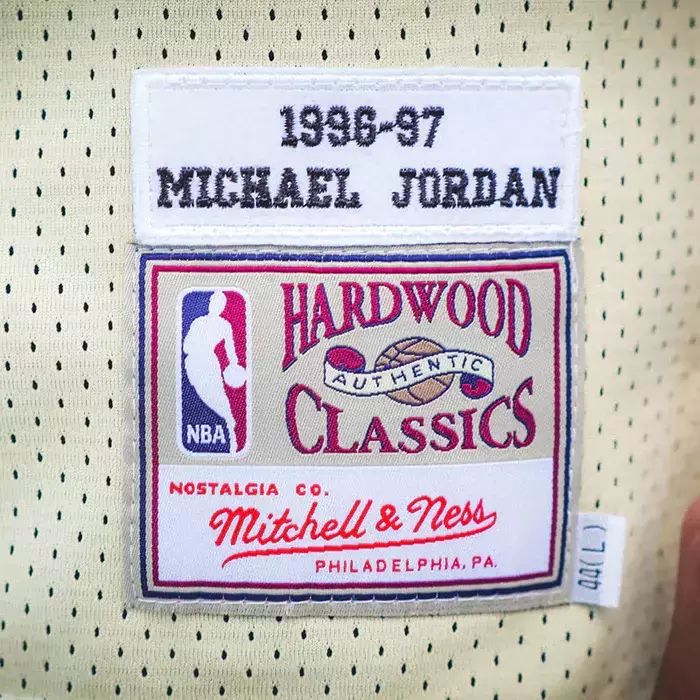 1996-97
MICHAEL JORDAN
HARDWOOD
AUTHENTIC
CLASSICS
NBA
NOSTALGIA CO.
Mitchell & Ness
PHILADELPHIA, PA.
44(L)